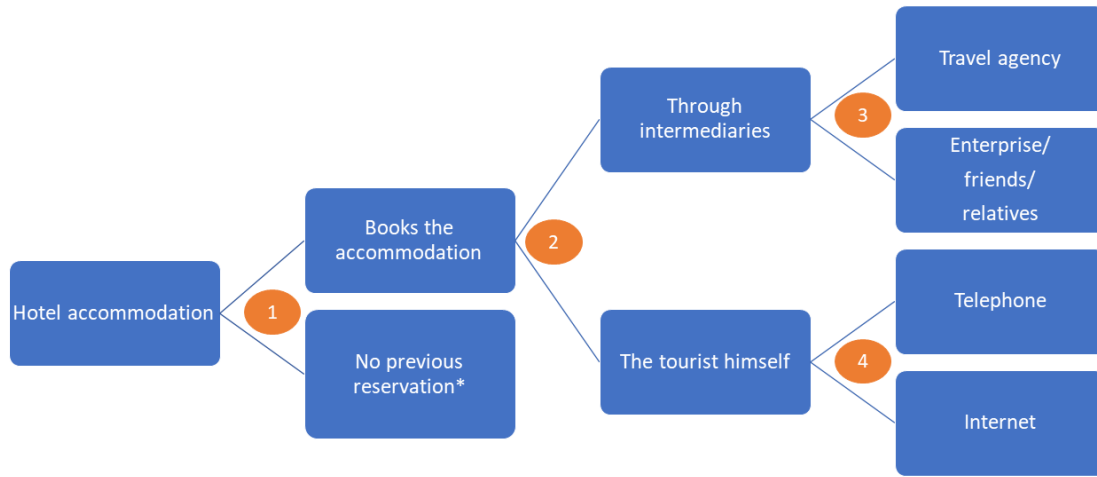 Hotel accommodation
1
Books the
accommodation
No previous
reservation*
2
Through
intermediaries
The tourist himself
3
Travel agency
Enterprise/
friends/
relatives
4
Telephone
Internet